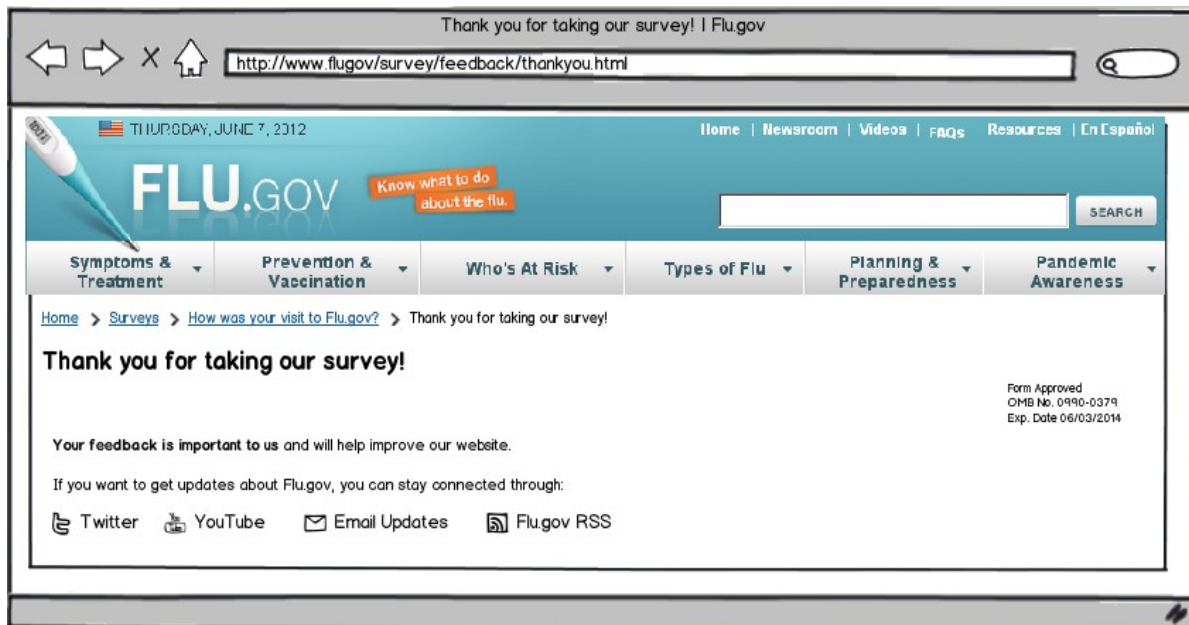 Thank you for taking our survey! | Flu.gov
http://www.flugov/survey/feedback/thankyou.html
THURSDAY, JUNE 7, 2012
Home | Newsroom | Videos | FAQs Resources | En Español
FLU.GOV
Know what to do
about the flu.
SEARCH
Symptoms &
Treatment
Prevention &
Vaccination
Who's At Risk
Types of Flu
Planning &
Preparedness
Pandemic
Awareness
Home > Surveys > How was your visit to Flu.gov? > Thank you for taking our survey!
Thank you for taking our survey!
Form Approved
OMB No. 0990-0379
Exp. Date 06/03/2014
Your feedback is important to us and will help improve our website.
If you want to get updates about Flu.gov, you can stay connected through:
Twitter YouTube Email Updates Flu.gov RSS